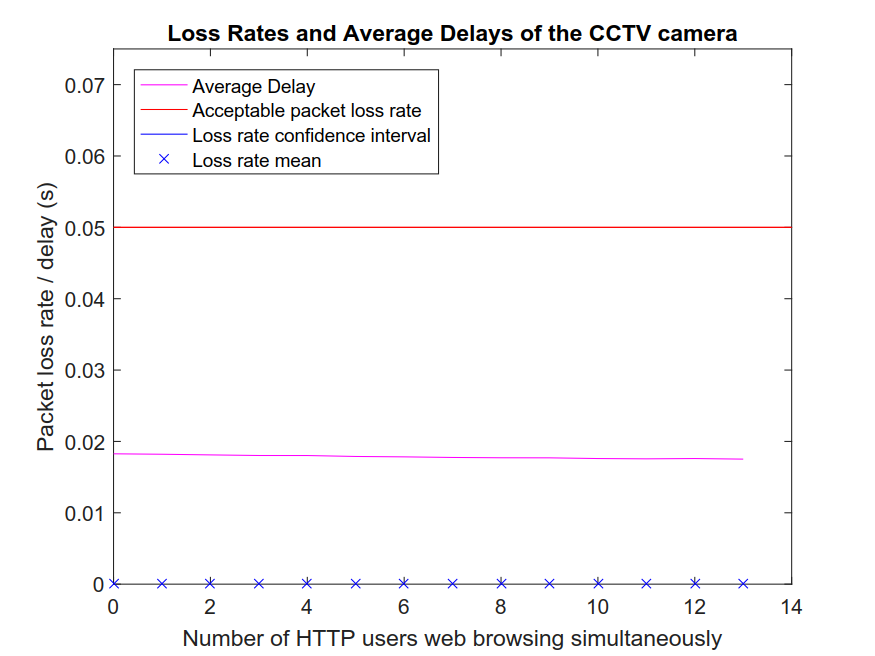 Loss Rates and Average Delays of the CCTV camera
Average Delay
Acceptable packet loss rate
Loss rate confidence interval
Loss rate mean
Packet loss rate / delay (s)
0.07
0.06
0.05
0.04
0.03
0.02
0.01
0
0 2 4 6 8 10 12 14
Number of HTTP users web browsing simultaneously